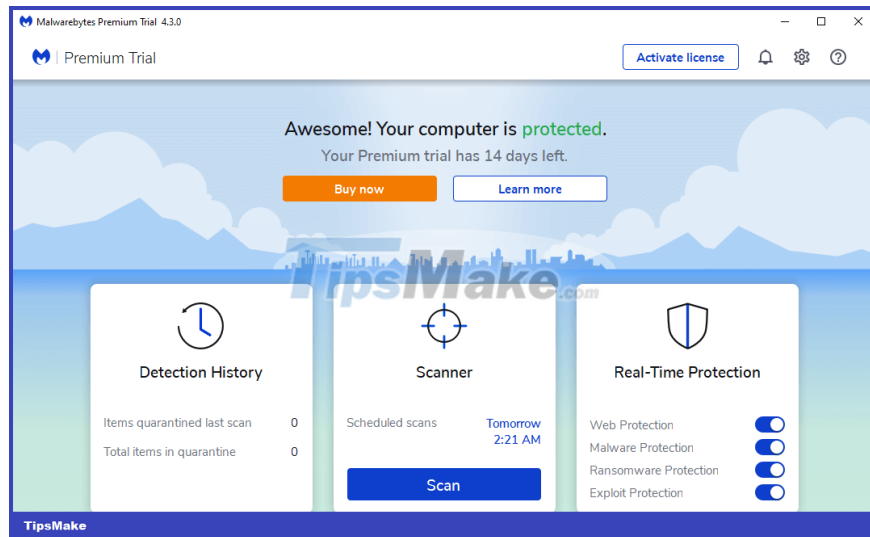 Malwarebytes Premium Trial 4.3.0
Premium Trial
Activate license
Awesome! Your computer is protected.
Your Premium trial has 14 days left.
Buy now
Learn more
TipsMake.com
Detection History
Items quarantined last scan 0
Total items in quarantine 0
Scanner
Scheduled scans Tomorrow
2:21 AM
Scan
Real-Time Protection
Web Protection
Malware Protection
Ransomware Protection
Exploit Protection
TipsMake